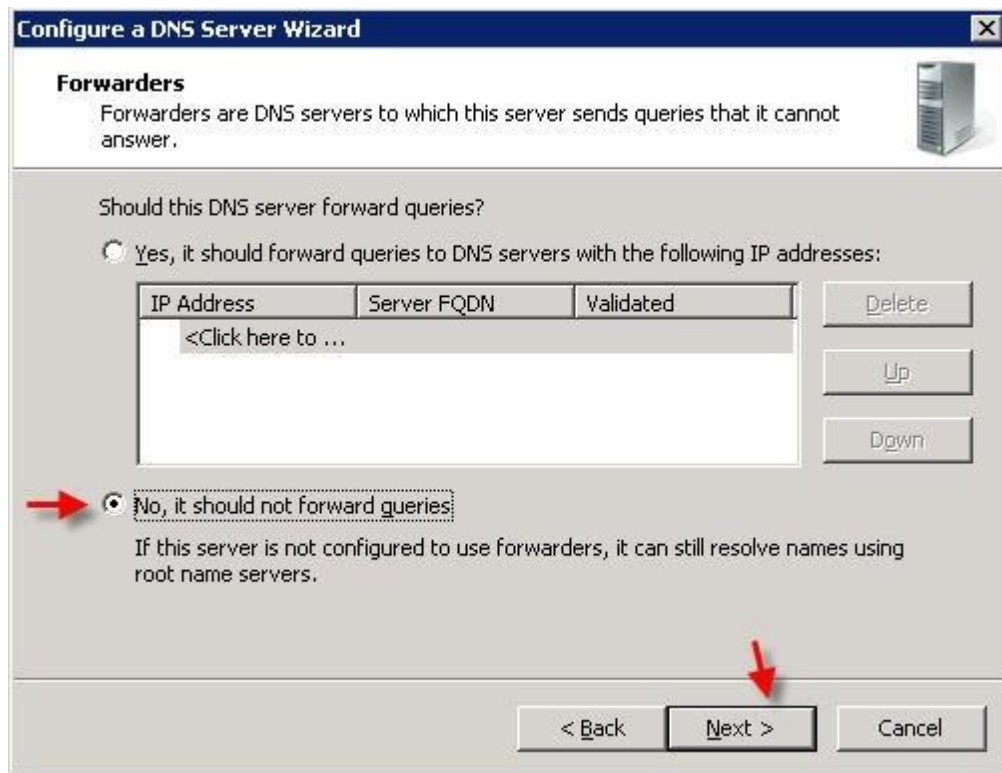 Configure a DNS Server Wizard
Forwarders
Forwarders are DNS servers to which this server sends queries that it cannot
answer.
Should this DNS server forward queries?
Yes, it should forward queries to DNS servers with the following IP addresses:
IP Address Server FQDN Validated
<Click here to ...
Delete
Up
Down
No, it should not forward queries
If this server is not configured to use forwarders, it can still resolve names using
root name servers.
< Back Next > Cancel